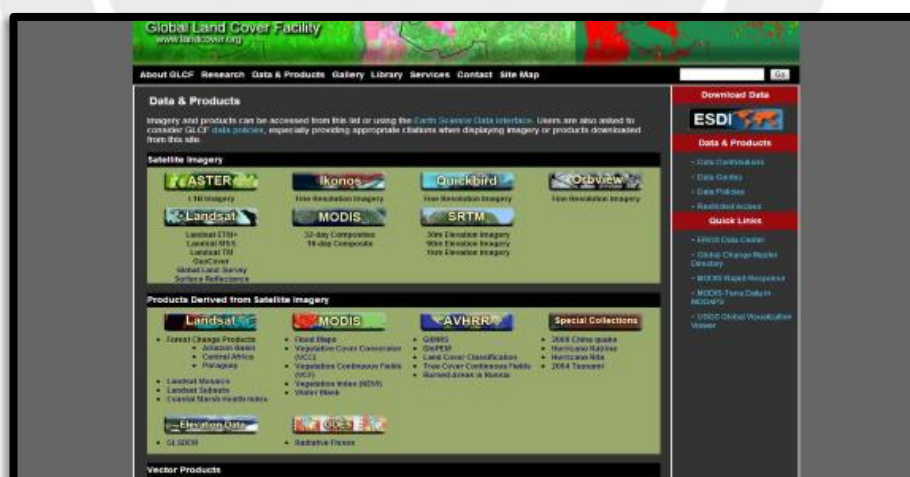 Global Land Cover Facility
www.landcover.org
About GLCF Research Data & Products Gallery Library Services Contact Site Map
Go
Data & Products
Imagery and products can be accessed from this list or using the Earth Science Data Interface. Users are also asked to
consider GLCF data policies, especially providing appropriate citations when displaying imagery or products downloaded
from this site
Satellite Imagery
ASTER
L1B Imagery
Ikonos
Fine Resolution Imagery
Quickbird
Fine Resolution Imagery
Orbview
Fine Resolution Imagery
Landsat
Landsat ETM+
Landsat MSS
Landsat TM
GeoCover
Global Land Survey
Surface Reflectance
MODIS
32-day Composites
16-day Composite
SRTM
30m Elevation Imagery
90m Elevation Imagery
1km Elevation Imagery
Products Derived from Satellite Imagery
Landsat
• Forest Change Products
• Amazon Basin
• Central Africa
• Paraguay
• Landsat Mosaics
• Landsat Subsets
• Coastal Marsh Health Index
MODIS
• Flood Maps
• Vegetative Cover Conversion
(VCC)
• Vegetation Continuous Fields
(VCF)
• Vegetation Index (NDVI)
• Water Mask
AVHRR
• GIMMS
• GloPEM
• Land Cover Classification
• Tree Cover Continuous Fields
• Burned Areas in Russia
Special Collections
• 2008 China quake
• Hurricane Katrina
• Hurricane Rita
• 2004 Tsunami
Elevation Data
• GLSDEM
GOES
• Radiative Fluxes
Vector Products
Download Data
ESDI
Data & Products
- Data Contributions
- Data Guides
- Data Policies
- Restricted Access
Quick Links
- EROS Data Center
- Global Change Master
Directory
- MODIS Rapid Response
- MODIS-Terra Data in
MODAPS
- USGS Global Visualization
Viewer